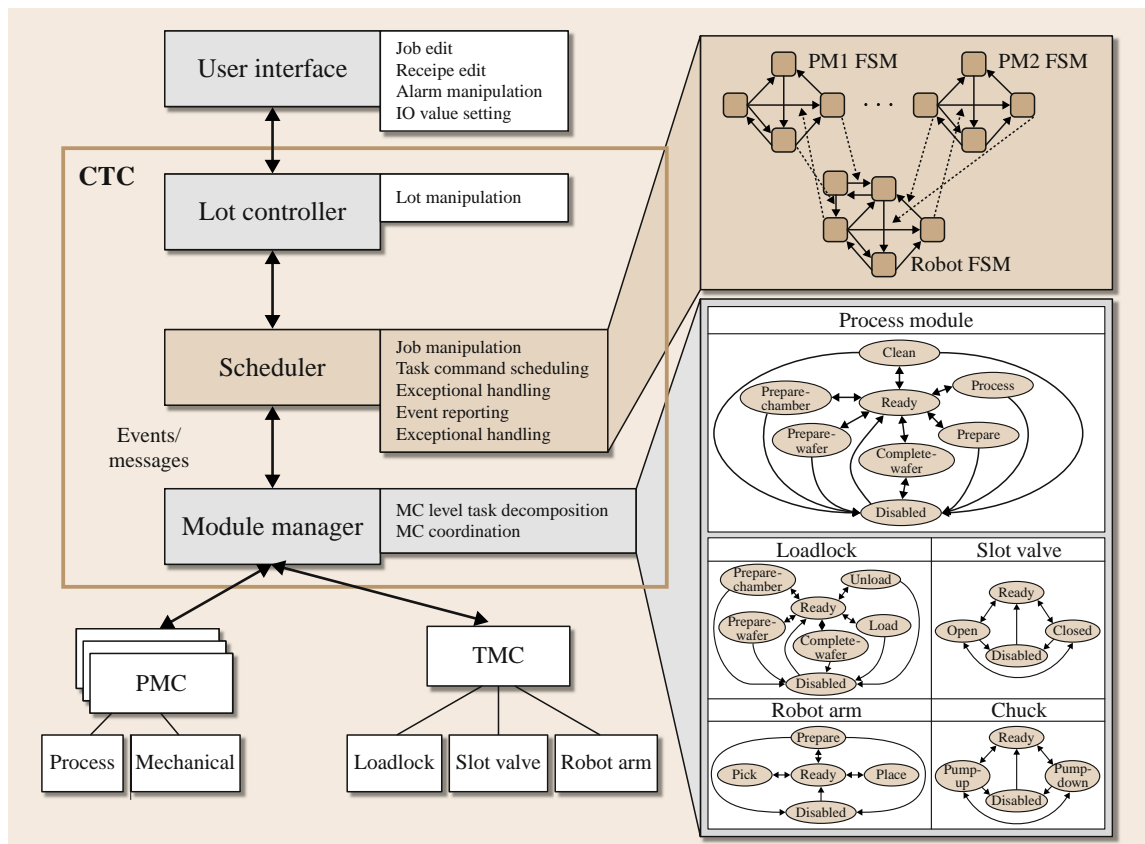 User interface
Job edit
Receipe edit
Alarm manipulation
IO value setting
CTC
Lot controller
Lot manipulation
Scheduler
Job manipulation
Task command scheduling
Exceptional handling
Event reporting
Exceptional handling
Events/
messages
Module manager
MC level task decomposition
MC coordination
PMC
TMC
Process
Mechanical
Loadlock
Slot valve
Robot arm
PM1 FSM
. . .
PM2 FSM
Robot FSM
Process module
Clean
Prepare-
chamber
Ready
Process
Prepare-
wafer
Complete-
wafer
Prepare
Disabled
Loadlock
Prepare-
chamber
Unload
Ready
Prepare-
wafer
Load
Complete-
wafer
Disabled
Slot valve
Ready
Open
Closed
Disabled
Robot arm
Prepare
Pick
Ready
Place
Disabled
Chuck
Ready
Pump-
up
Pump-
down
Disabled